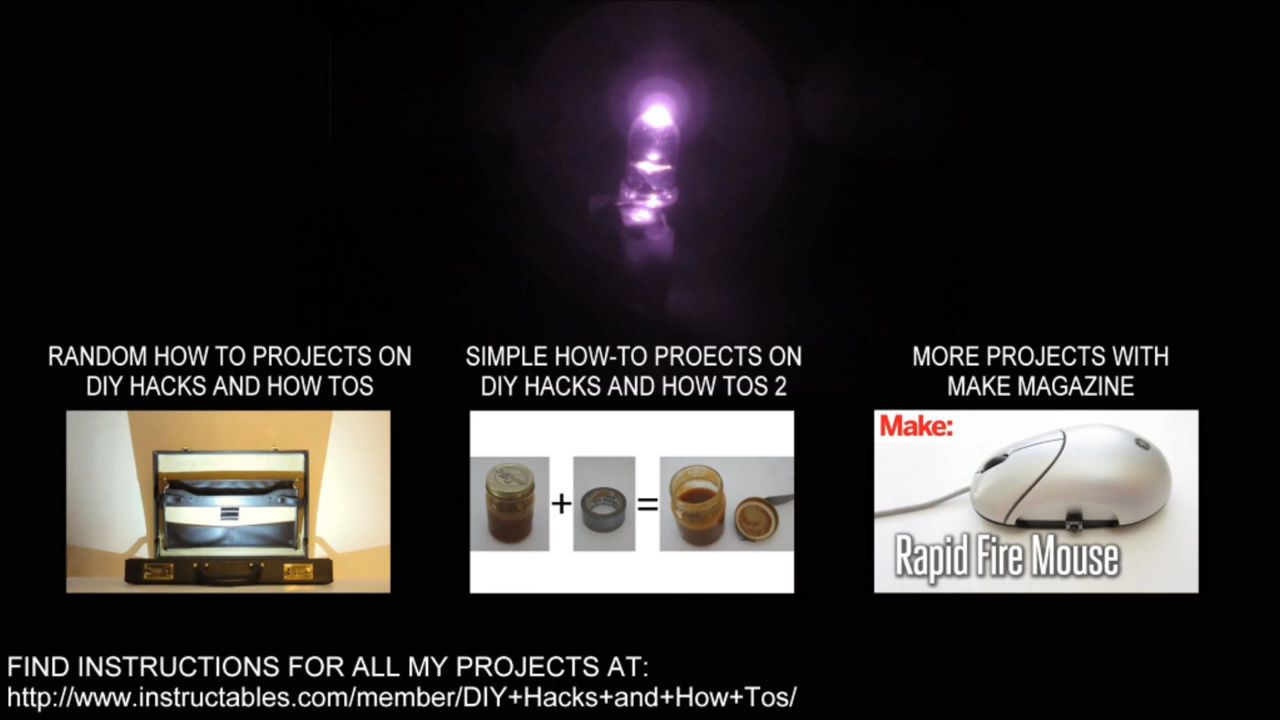 RANDOM HOW TO PROJECTS ON
DIY HACKS AND HOW TOS
SIMPLE HOW-TO PROECTS ON
DIY HACKS AND HOW TOS 2
MORE PROJECTS WITH
MAKE MAGAZINE
+
=
Make:
Rapid Fire Mouse
FIND INSTRUCTIONS FOR ALL MY PROJECTS AT:
http://www.instructables.com/member/DIY+Hacks+and+How+Tos/